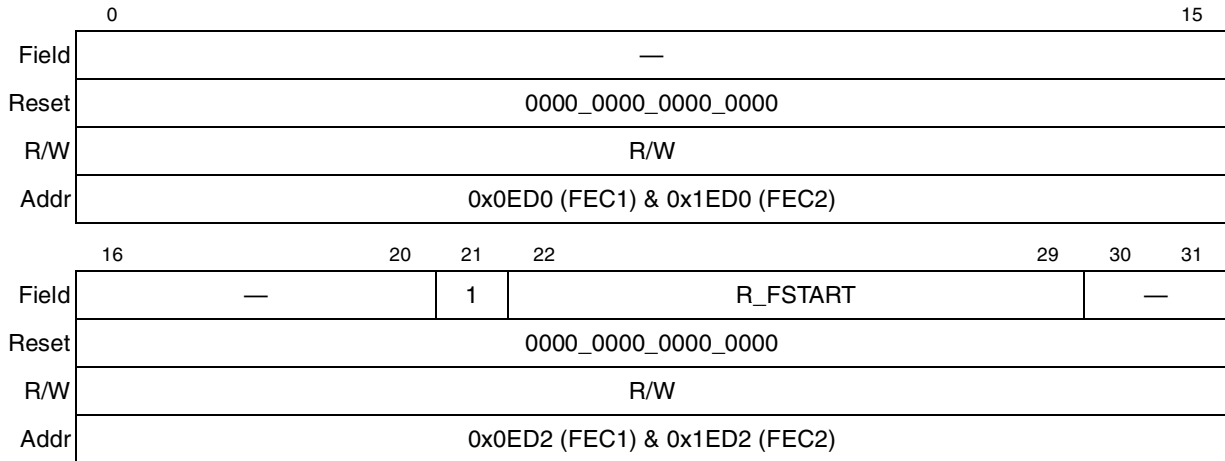 0 15
Field —
Reset 0000_0000_0000_0000
R/W R/W
Addr 0x0ED0 (FEC1) & 0x1ED0 (FEC2)
16 20 21 22 29 30 31
Field — 1 R_FSTART —
Reset 0000_0000_0000_0000
R/W R/W
Addr 0x0ED2 (FEC1) & 0x1ED2 (FEC2)